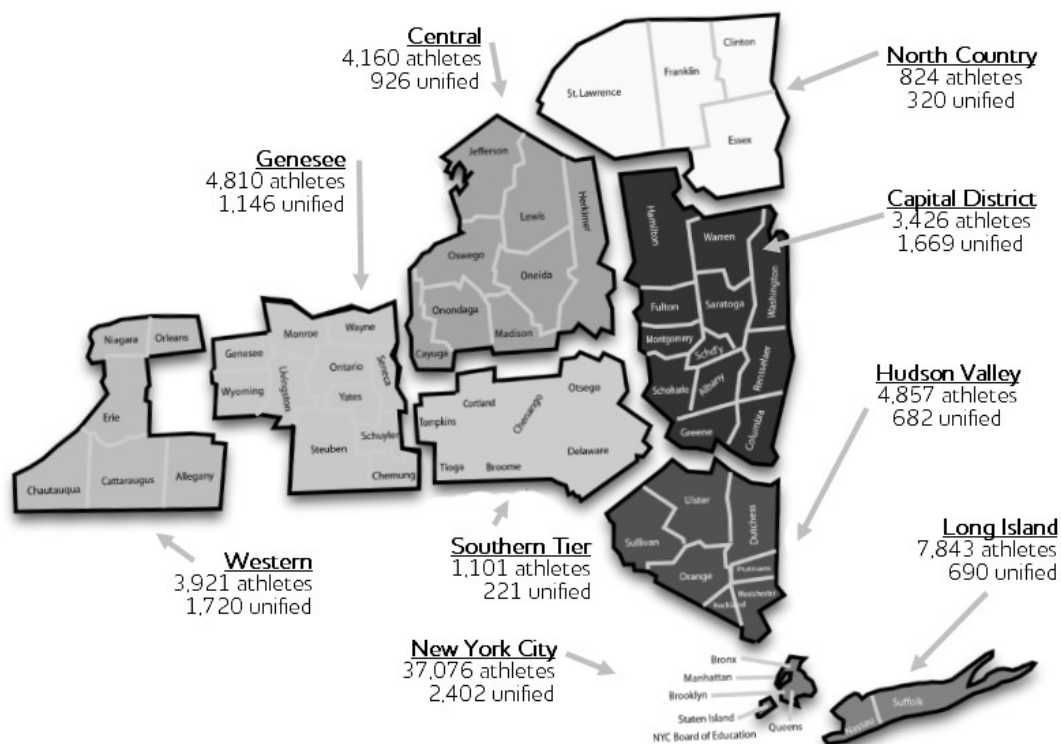 Central
4,160 athletes
926 unified
North Country
824 athletes
320 unified
Clinton
Franklin
St. Lawrence
Essex
Genesee
4,810 athletes
1,146 unified
Jefferson
Lewis
Herkimer
Oswego
Oneida
Onondaga
Madison
Cayuga
Capital District
3,426 athletes
1,669 unified
Hamilton
Warren
Washington
Fulton
Saratoga
Montgomery
Schd'y
Schoharie
Albany
Rensselaer
Greene
Columbia
Niagara
Orleans
Erie
Chautauqua
Cattaraugus
Allegany
Genesee
Monroe
Wayne
Wyoming
Livingston
Ontario
Seneca
Yates
Steuben
Schuyler
Chemung
Tompkins
Cortland
Chenango
Otsego
Tioga
Broome
Delaware
Hudson Valley
4,857 athletes
682 unified
Ulster
Dutchess
Sullivan
Orange
Putnam
Westchester
Rockland
Western
3,921 athletes
1,720 unified
Southern Tier
1,101 athletes
221 unified
Long Island
7,843 athletes
690 unified
New York City
37,076 athletes
2,402 unified
Bronx
Manhattan
Brooklyn
Staten Island
Queens
NYC Board of Education
Nassau
Suffolk